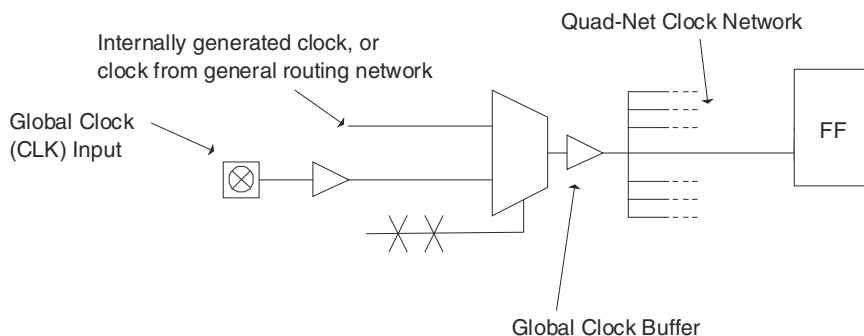 Quad-Net Clock Network
Internally generated clock, or
clock from general routing network
Global Clock
(CLK) Input
FF
Global Clock Buffer